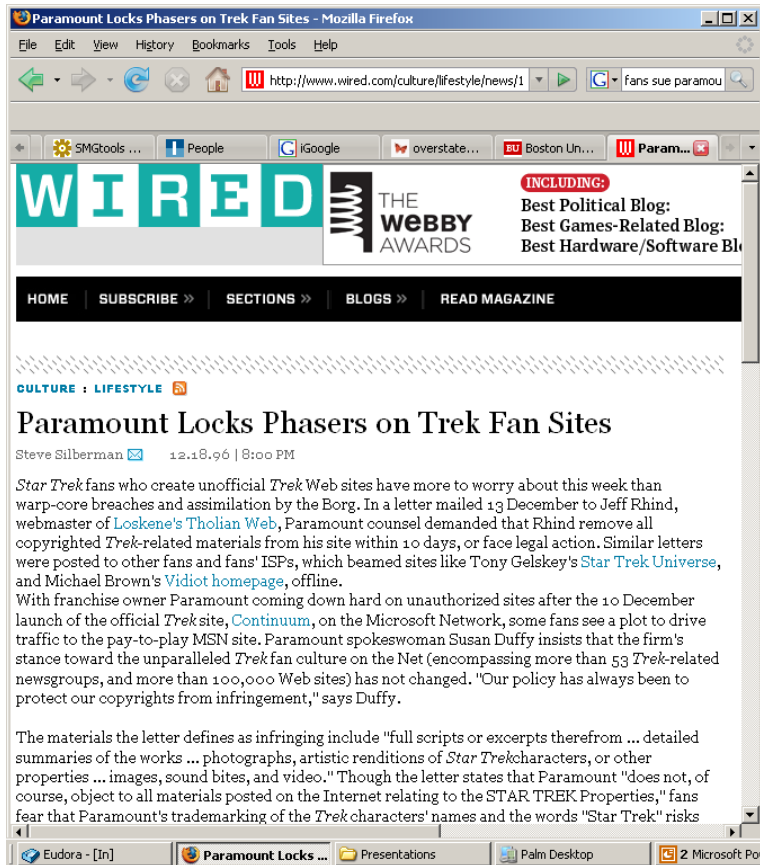 Paramount Locks Phasers on Trek Fan Sites - Mozilla Firefox
File Edit View History Bookmarks Tools Help
http://www.wired.com/culture/lifestyle/news/1 G fans sue paramou
SMGtools ... People iGoogle overstate... BU Boston Un... Param...
WIRED
THE
WEBBY
AWARDS
INCLUDING:
Best Political Blog:
Best Games-Related Blog:
Best Hardware/Software Blo
HOME SUBSCRIBE >> SECTIONS >> BLOGS >> READ MAGAZINE
CULTURE : LIFESTYLE
Paramount Locks Phasers on Trek Fan Sites
Steve Silberman 12.18.96 | 8:00 PM
Star Trek fans who create unofficial Trek Web sites have more to worry about this week than
warp-core breaches and assimilation by the Borg. In a letter mailed 13 December to Jeff Rhind,
webmaster of Loskene's Tholian Web, Paramount counsel demanded that Rhind remove all
copyrighted Trek-related materials from his site within 10 days, or face legal action. Similar letters
were posted to other fans and fans' ISPs, which beamed sites like Tony Gelskey's Star Trek Universe,
and Michael Brown's Vidiot homepage, offline.
With franchise owner Paramount coming down hard on unauthorized sites after the 10 December
launch of the official Trek site, Continuum, on the Microsoft Network, some fans see a plot to drive
traffic to the pay-to-play MSN site. Paramount spokeswoman Susan Duffy insists that the firm's
stance toward the unparalleled Trek fan culture on the Net (encompassing more than 53 Trek-related
newsgroups, and more than 100,000 Web sites) has not changed. "Our policy has always been to
protect our copyrights from infringement," says Duffy.
The materials the letter defines as infringing include "full scripts or excerpts therefrom ... detailed
summaries of the works ... photographs, artistic renditions of Star Trekcharacters, or other
properties ... images, sound bites, and video." Though the letter states that Paramount "does not, of
course, object to all materials posted on the Internet relating to the STAR TREK Properties," fans
fear that Paramount's trademarking of the Trek characters' names and the words "Star Trek" risks
Eudora - [In] Paramount Locks ... Presentations Palm Desktop 2 Microsoft Po